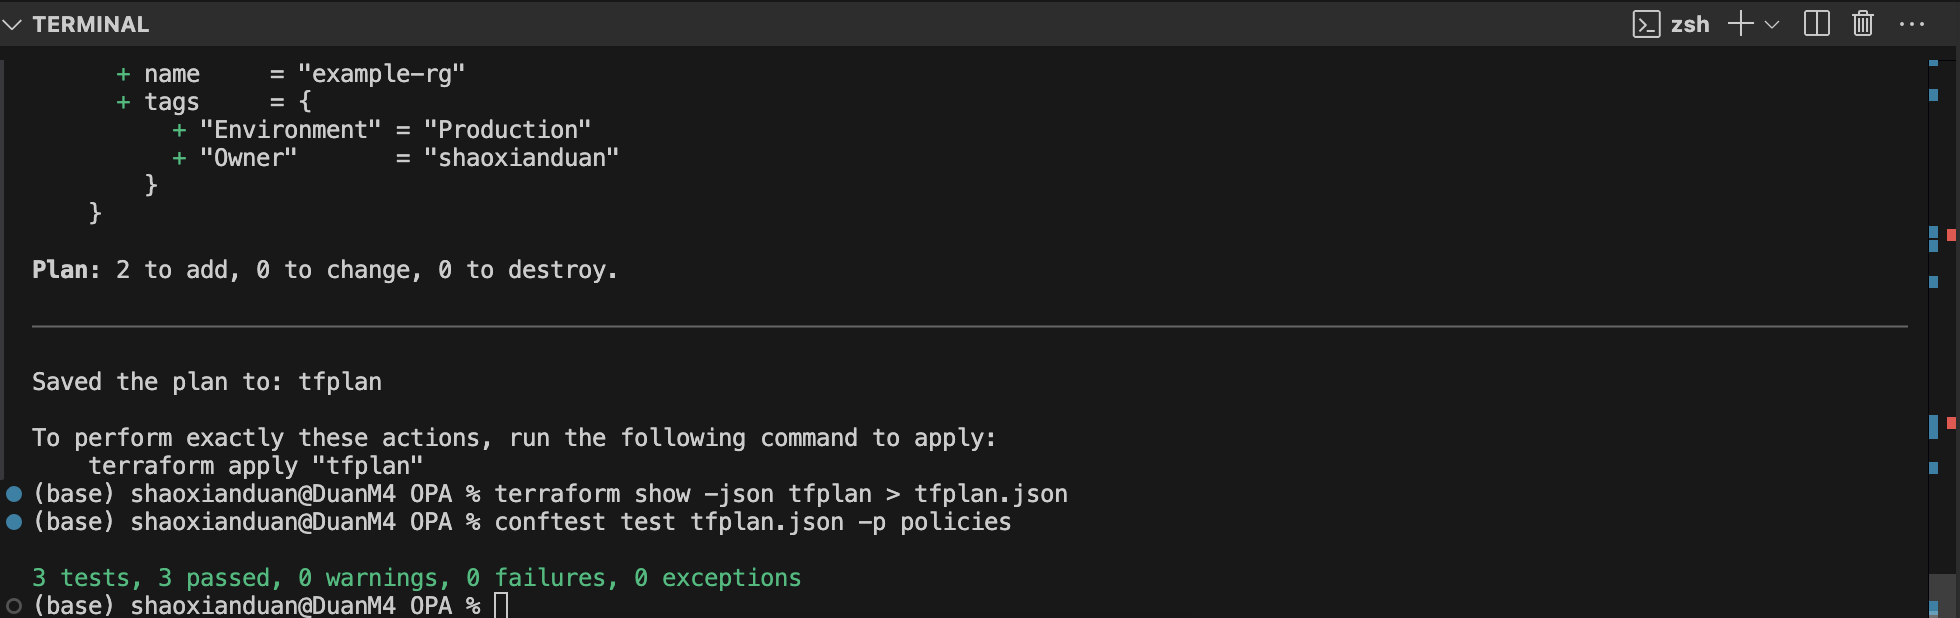 TERMINAL
zsh
+ name     = "example-rg"
+ tags     = {
+ "Environment" = "Production"
+ "Owner"       = "shaoxianduan"
}
}
Plan: 2 to add, 0 to change, 0 to destroy.
Saved the plan to: tfplan
To perform exactly these actions, run the following command to apply:
terraform apply "tfplan"
(base) shaoxianduan@DuanM4 OPA % terraform show -json tfplan > tfplan.json
(base) shaoxianduan@DuanM4 OPA % conftest test tfplan.json -p policies
3 tests, 3 passed, 0 warnings, 0 failures, 0 exceptions
(base) shaoxianduan@DuanM4 OPA %